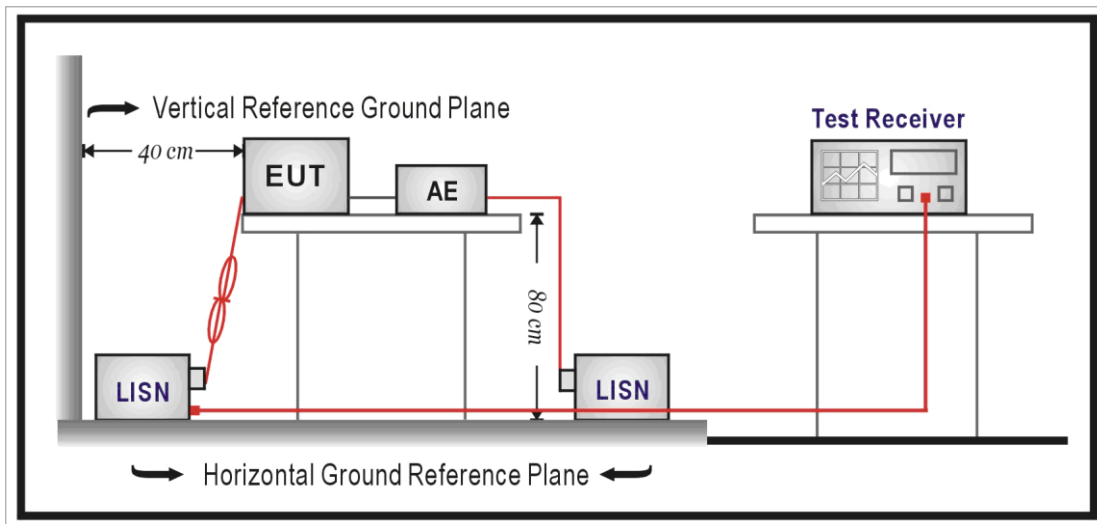 Vertical Reference Ground Plane
Test Receiver
40 cm
EUT
AE
80 cm
LISN
LISN
Horizontal Ground Reference Plane